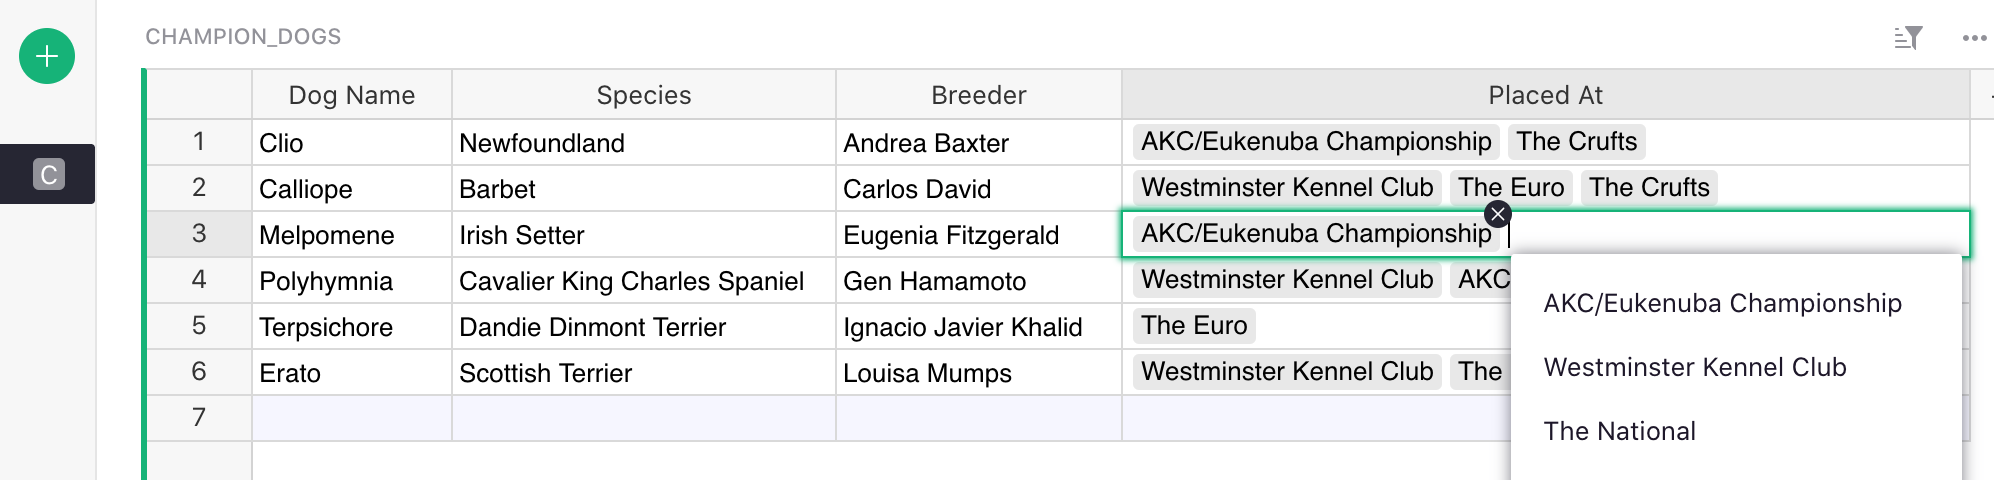 CHAMPION_DOGS
Dog Name Species Breeder Placed At
1 Clio Newfoundland Andrea Baxter AKC/Eukenuba Championship The Crufts
C
2 Calliope Barbet Carlos David Westminster Kennel Club The Euro The Crufts
3 Melpomene Irish Setter Eugenia Fitzgerald AKC/Eukenuba Championship
4 Polyhymnia Cavalier King Charles Spaniel Gen Hamamoto Westminster Kennel Club AKC
AKC/Eukenuba Championship
5 Terpsichore Dandie Dinmont Terrier Ignacio Javier Khalid The Euro
6 Erato Scottish Terrier Louisa Mumps Westminster Kennel Club The
Westminster Kennel Club
7
The National